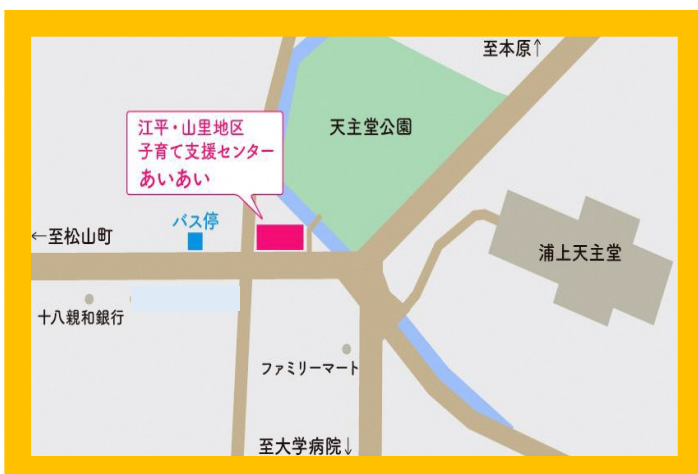 至本原↑
天主堂公園
江平・山里地区
子育て支援センター
あいあい
バス停
←至松山町
浦上天主堂
十八親和銀行
ファミリーマート
至大学病院↓